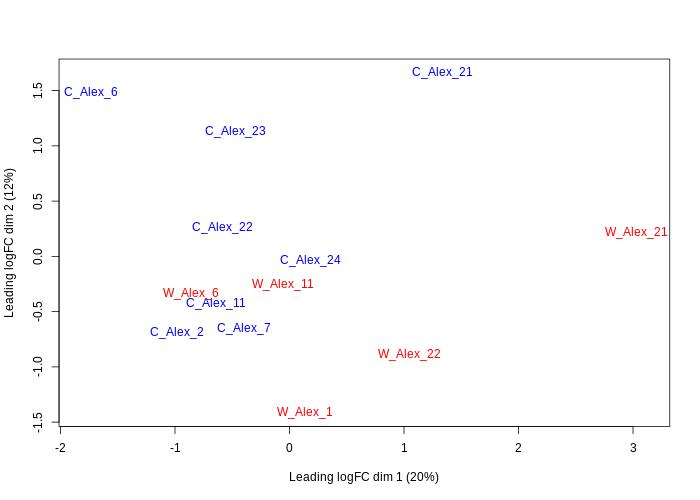 C_Alex_21
C_Alex_6
C_Alex_23
C_Alex_22
W_Alex_21
C_Alex_24
W_Alex_11
W_Alex_6
C_Alex_11
C_Alex_7
C_Alex_2
W_Alex_22
W_Alex_1
1.5
1.0
0.5
0.0
-0.5
-1.0
-1.5
Leading logFC dim 2 (12%)
-2 -1 0 1 2 3
Leading logFC dim 1 (20%)